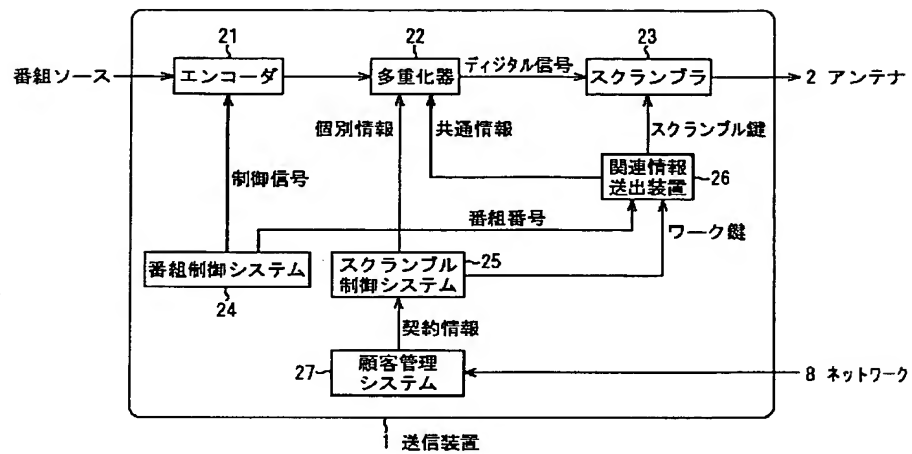 21
22
23
番組ソース
エンコーダ
多重化器
ディジタル信号
スクランブラ
2 アンテナ
個別情報
共通情報
スクランブル鍵
制御信号
関連情報
送出装置
26
番組番号
ワーク鍵
番組制御システム
24
スクランブル
制御システム
25
契約情報
27
顧客管理
システム
8 ネットワーク
1 送信装置